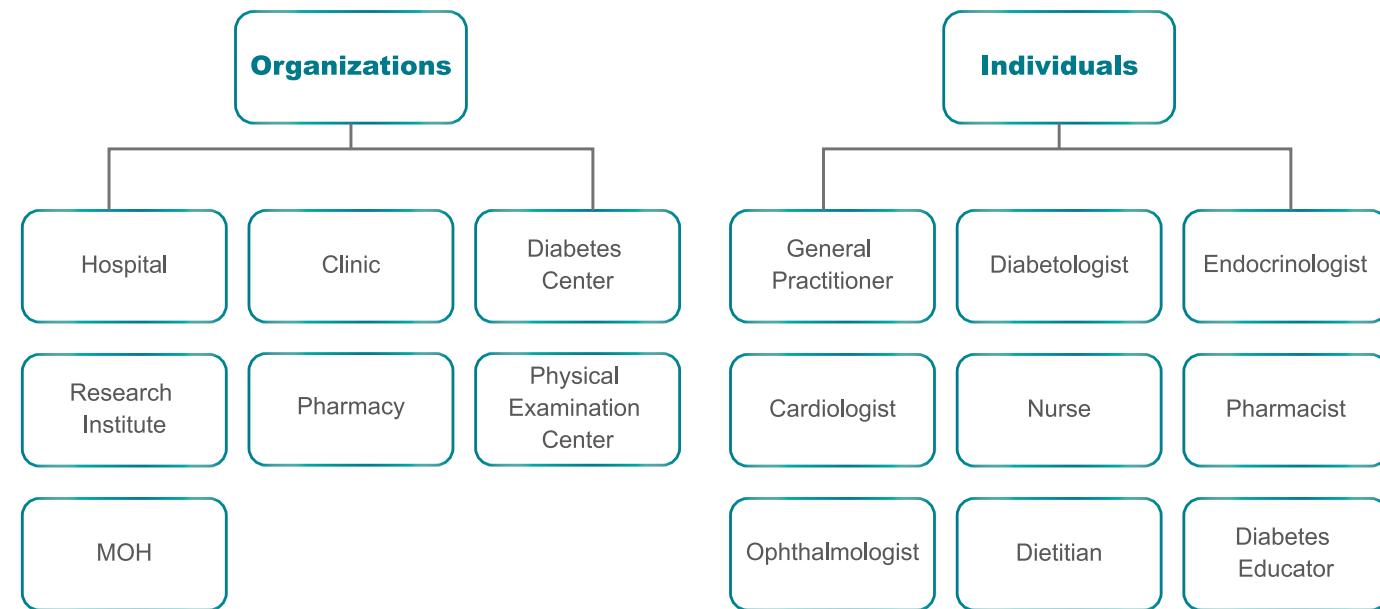 Organizations
Individuals
Hospital
Clinic
Diabetes
Center
General
Practitioner
Diabetologist
Endocrinologist
Research
Institute
Pharmacy
Physical
Examination
Center
Cardiologist
Nurse
Pharmacist
MOH
Ophthalmologist
Dietitian
Diabetes
Educator